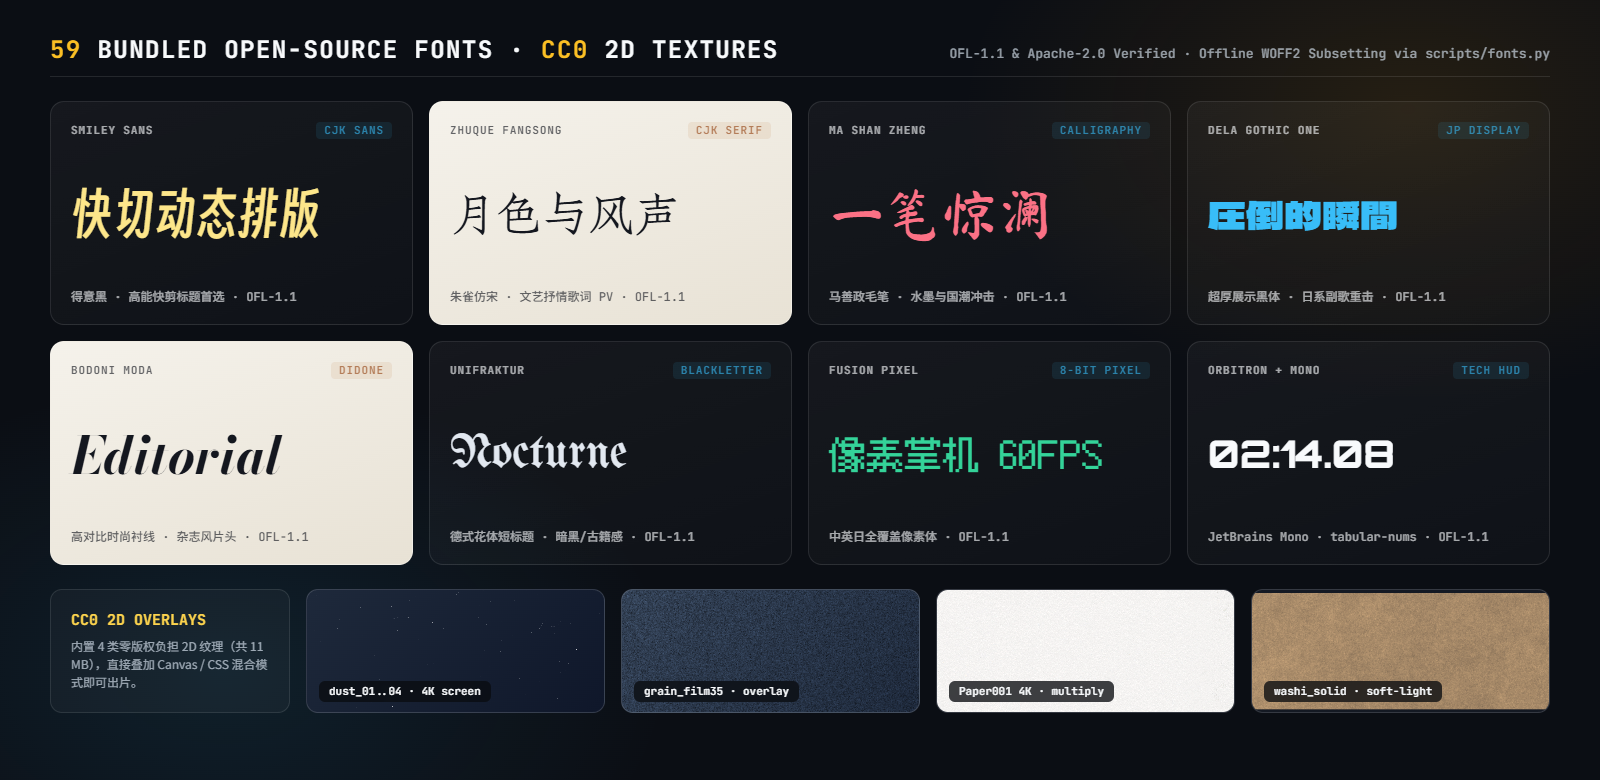 59 BUNDLED OPEN-SOURCE FONTS · CC0 2D TEXTURES
OFL-1.1 & Apache-2.0 Verified · Offline WOFF2 Subsetting via scripts/fonts.py
SMILEY SANS
CJK SANS
快切动态排版
得意黑 · 高能快剪标题首选 · OFL-1.1
ZHUQUE FANGSONG
CJK SERIF
月色与风声
朱雀仿宋 · 文艺抒情歌词 PV · OFL-1.1
MA SHAN ZHENG
CALLIGRAPHY
一笔惊澜
马善政毛笔 · 水墨与国潮冲击 · OFL-1.1
DELA GOTHIC ONE
JP DISPLAY
圧倒的瞬間
超厚展示黑体 · 日系副歌重击 · OFL-1.1
BODONI MODA
DIDONE
Editorial
高对比时尚衬线 · 杂志风片头 · OFL-1.1
UNIFRAKTUR
BLACKLETTER
Nocturne
德式花体短标题 · 暗黑/古籍感 · OFL-1.1
FUSION PIXEL
8-BIT PIXEL
像素掌机 60FPS
中英日全覆盖像素体 · OFL-1.1
ORBITRON + MONO
TECH HUD
02:14.08
JetBrains Mono · tabular-nums · OFL-1.1
CC0 2D OVERLAYS
内置 4 类零版权负担 2D 纹理（共 11
MB），直接叠加 Canvas / CSS 混合模
式即可出片。
dust_01..04 · 4K screen
grain_film35 · overlay
Paper001 4K · multiply
washi_solid · soft-light